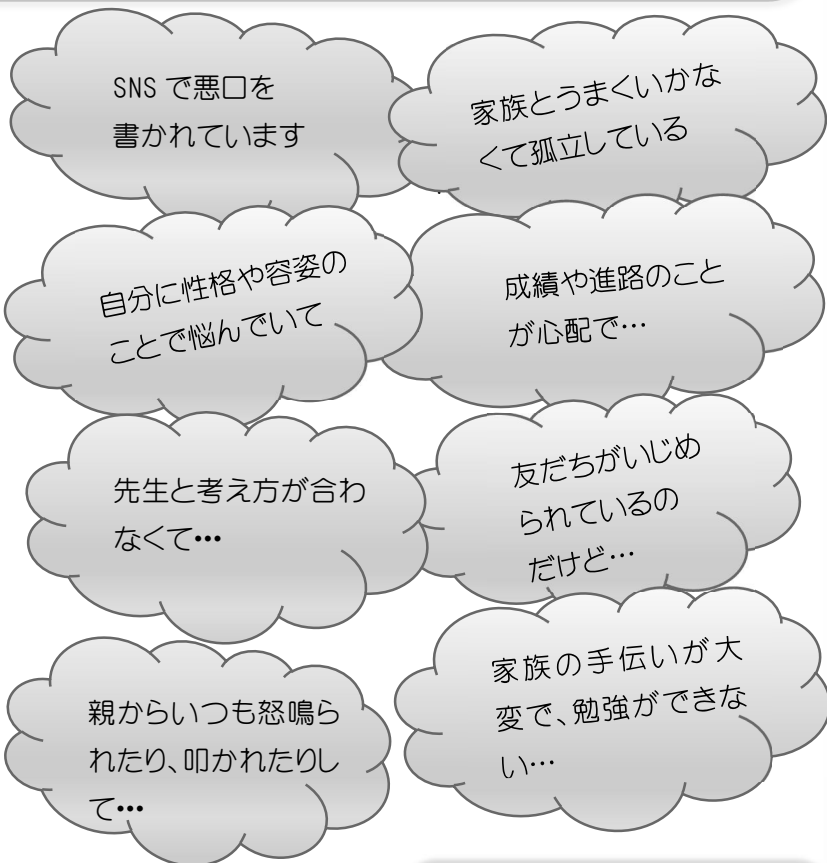 SNSで悪口を
書かれています
家族とうまくいかな
くて孤立している
自分に性格や容姿の
ことで悩んでいて
成績や進路のこと
が心配で…
先生と考え方が合わ
なくて…
友だちがいじめ
られているの
だけど…
親からいつも怒鳴ら
れたり、叩かれたりし
て…
家族の手伝いが大
変で、勉強ができな
い…